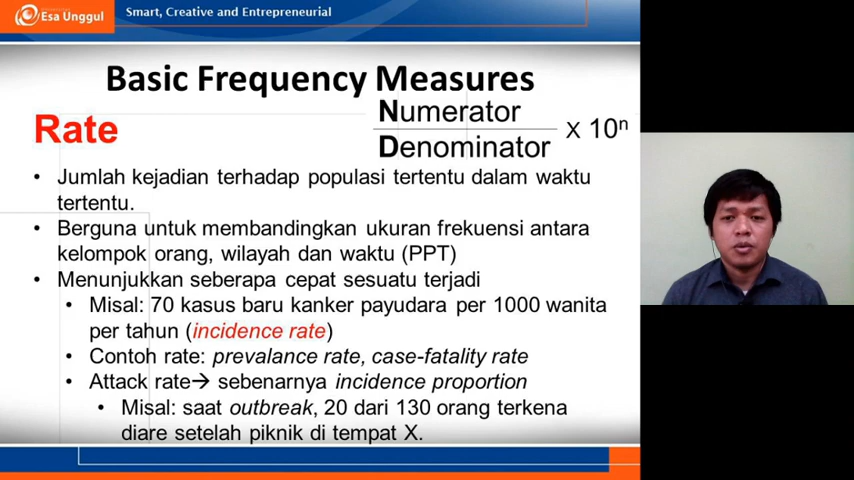 Esa Unggul
Smart, Creative and Entrepreneurial
Basic Frequency Measures
Rate
Numerator
Denominator
X 10ⁿ
• Jumlah kejadian terhadap populasi tertentu dalam waktu
tertentu.
• Berguna untuk membandingkan ukuran frekuensi antara
kelompok orang, wilayah dan waktu (PPT)
• Menunjukkan seberapa cepat sesuatu terjadi
• Misal: 70 kasus baru kanker payudara per 1000 wanita
per tahun (incidence rate)
• Contoh rate: prevalance rate, case-fatality rate
• Attack rate→ sebenarnya incidence proportion
• Misal: saat outbreak, 20 dari 130 orang terkena
diare setelah piknik di tempat X.